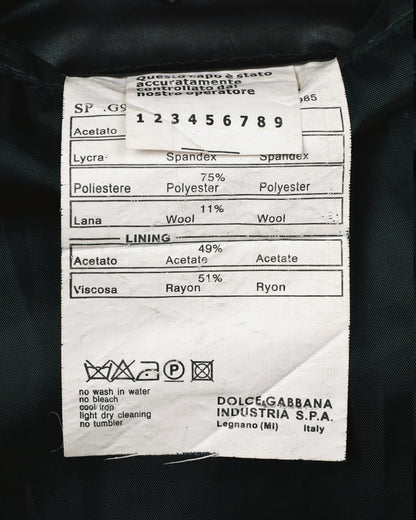 Questo capo è stato
accuratamente
controllato dal
nostro operatore
1 2 3 4 5 6 7 8 9
SP .G9
Acetato
Lycra Spandex Spandex
75%
Poliestere Polyester Polyester
11%
Lana Wool Wool
LINING
49%
Acetato Acetate Acetate
51%
Viscosa Rayon Ryon
P
no wash in water
no bleach
cool iron
light dry cleaning
no tumbler
DOLCE&GABBANA
INDUSTRIA S.P.A.
Legnano (MI) Italy